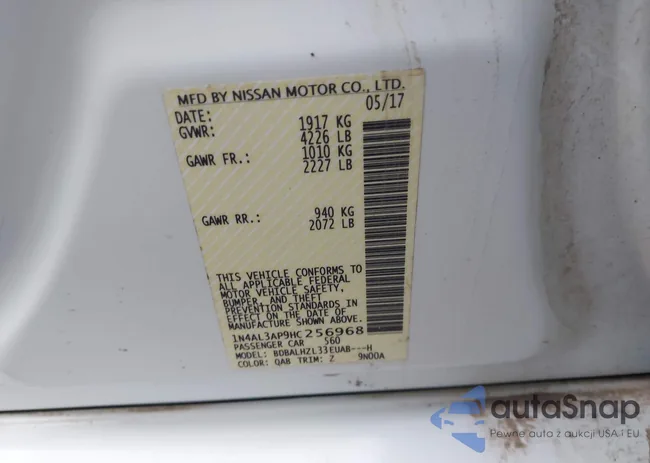 MFD BY NISSAN MOTOR CO., LTD.
DATE: 05/17
GVWR: 1917 KG
4226 LB
GAWR FR.: 1010 KG
2227 LB
GAWR RR.: 940 KG
2072 LB
THIS VEHICLE CONFORMS TO
ALL APPLICABLE FEDERAL
MOTOR VEHICLE SAFETY,
BUMPER, AND THEFT
PREVENTION STANDARDS IN
EFFECT ON THE DATE OF
MANUFACTURE SHOWN ABOVE.
1N4AL3AP9HC256968
PASSENGER CAR 560
MODEL: BDBALHZL33EUAB---H
COLOR: QAB TRIM: Z 9N00A
autoSnap
Pewne auto z aukcji USA i EU